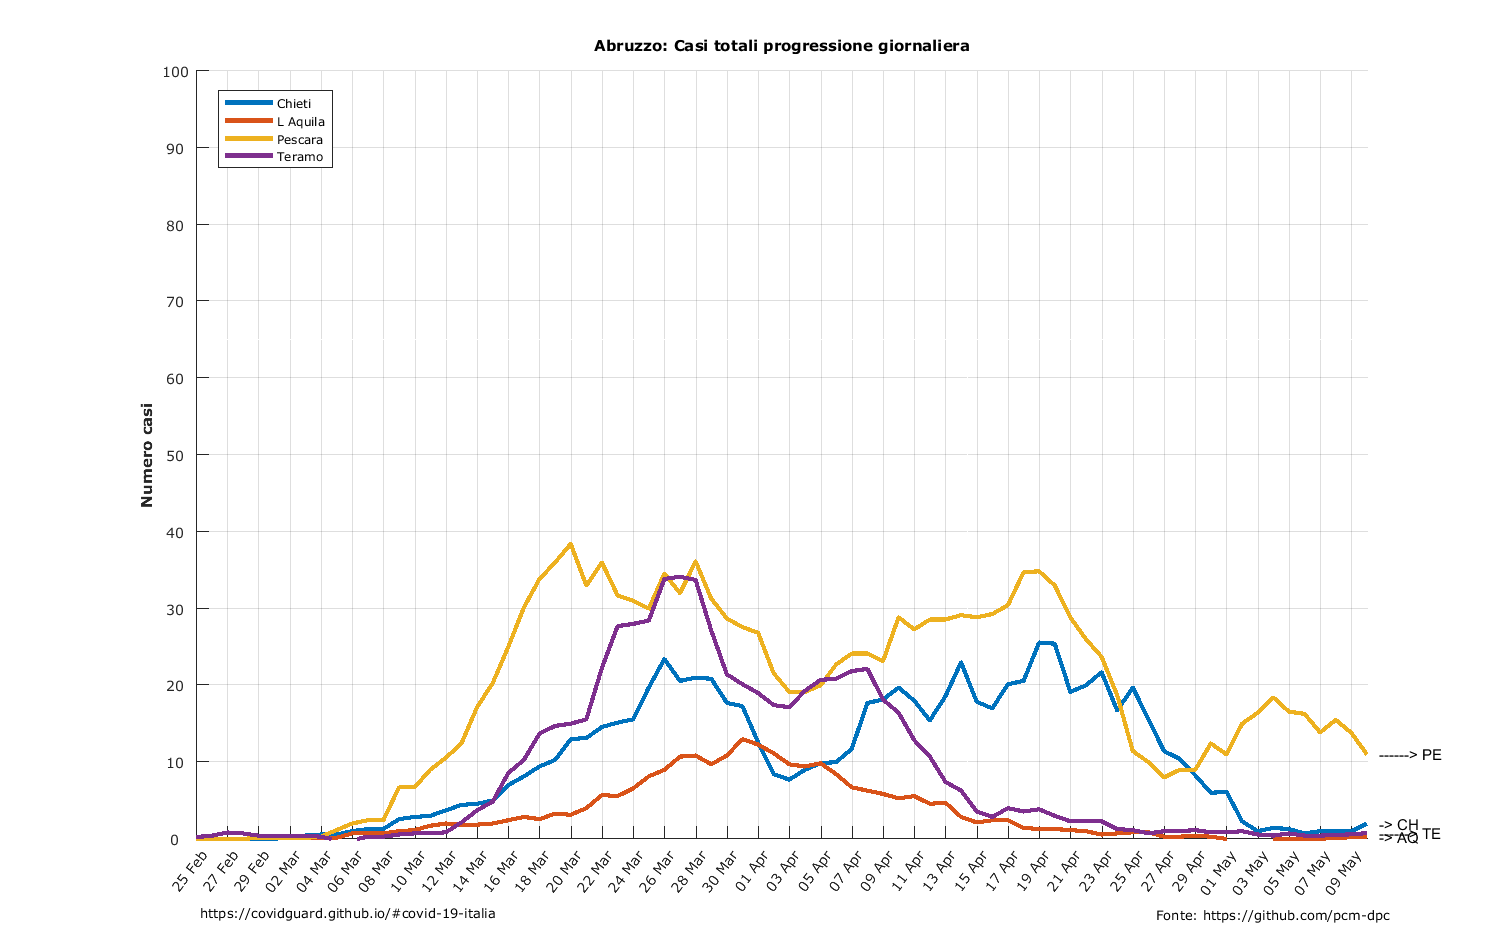 Abruzzo: Casi totali progressione giornaliera
100
90
80
70
60
50
40
30
20
10
0
Numero casi
Chieti
L Aquila
Pescara
Teramo
------> PE
-> CH
------> TE
-> AQ
25 Feb
27 Feb
29 Feb
02 Mar
04 Mar
06 Mar
08 Mar
10 Mar
12 Mar
14 Mar
16 Mar
18 Mar
20 Mar
22 Mar
24 Mar
26 Mar
28 Mar
30 Mar
01 Apr
03 Apr
05 Apr
07 Apr
09 Apr
11 Apr
13 Apr
15 Apr
17 Apr
19 Apr
21 Apr
23 Apr
25 Apr
27 Apr
29 Apr
01 May
03 May
05 May
07 May
09 May
https://covidguard.github.io/#covid-19-italia
Fonte: https://github.com/pcm-dpc